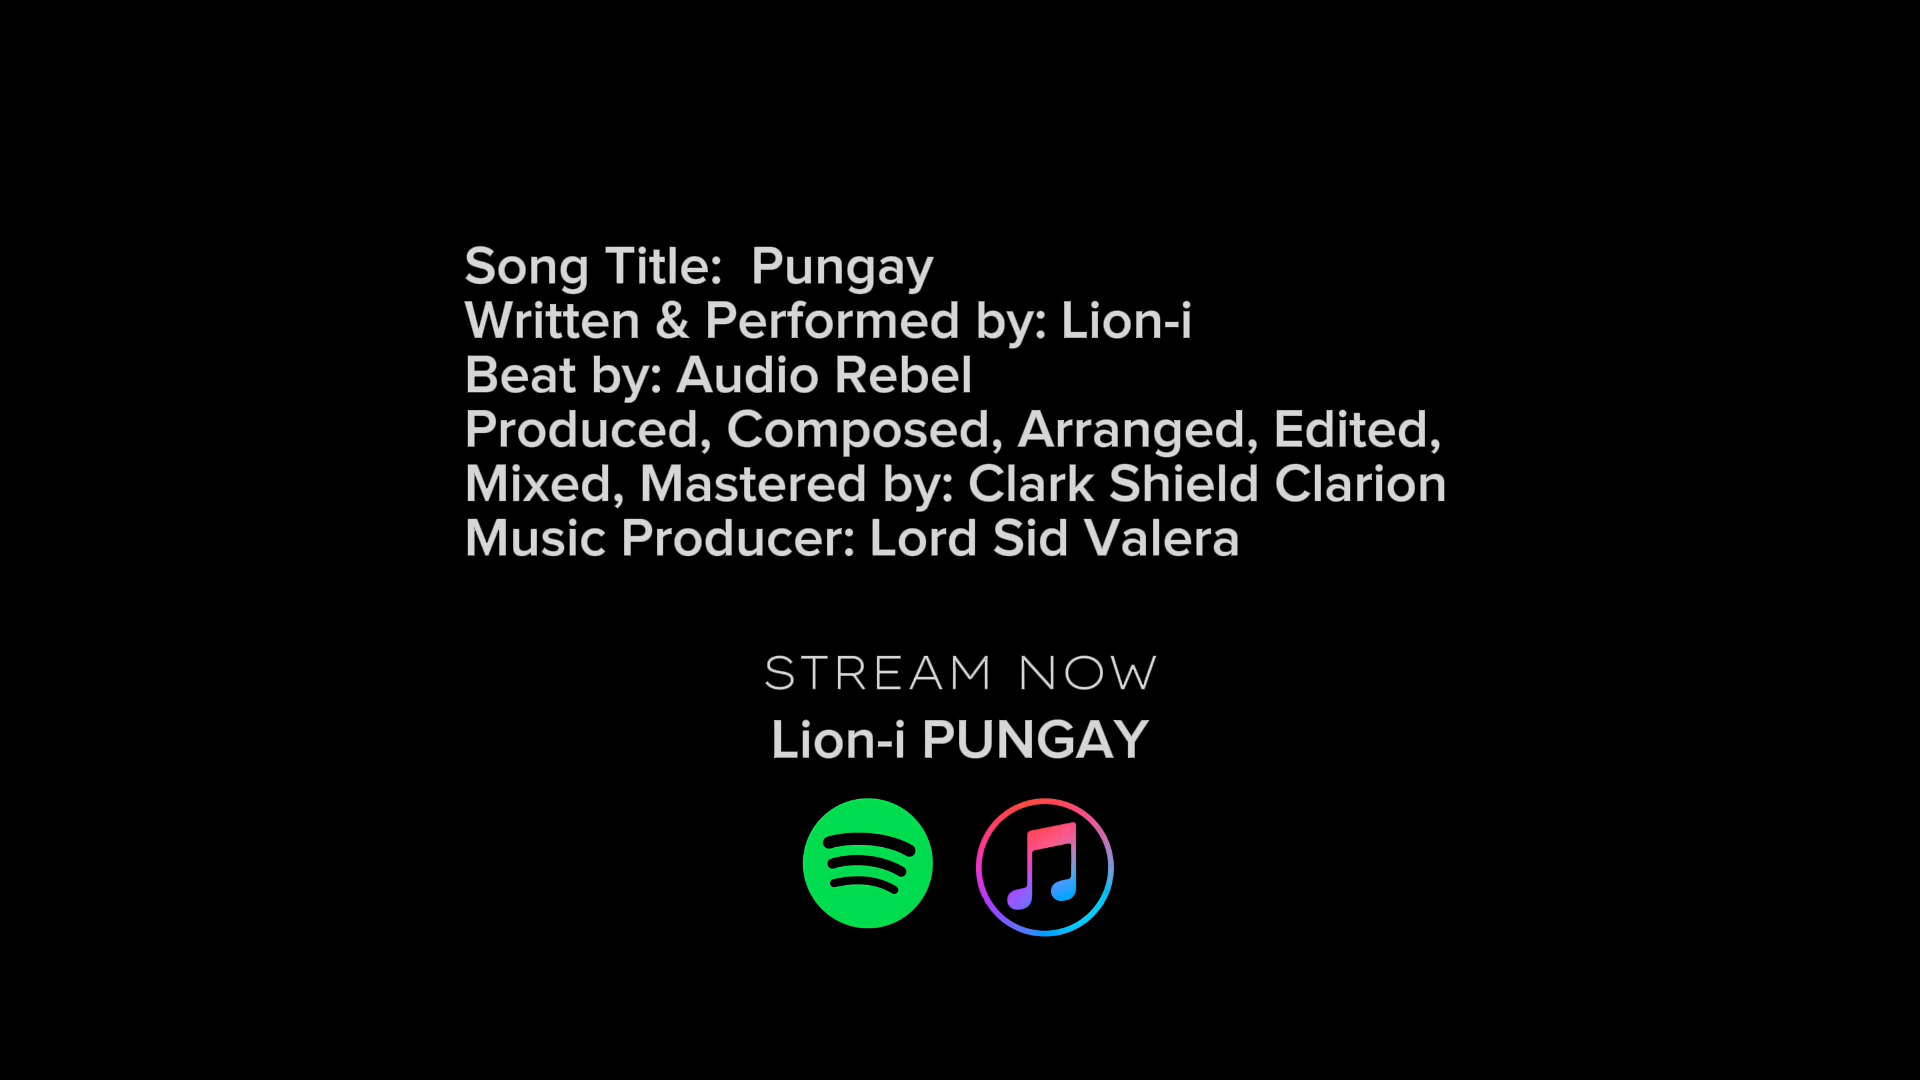 Song Title:  Pungay
Written & Performed by: Lion-i
Beat by: Audio Rebel
Produced, Composed, Arranged, Edited,
Mixed, Mastered by: Clark Shield Clarion
Music Producer: Lord Sid Valera
STREAM NOW
Lion-i PUNGAY